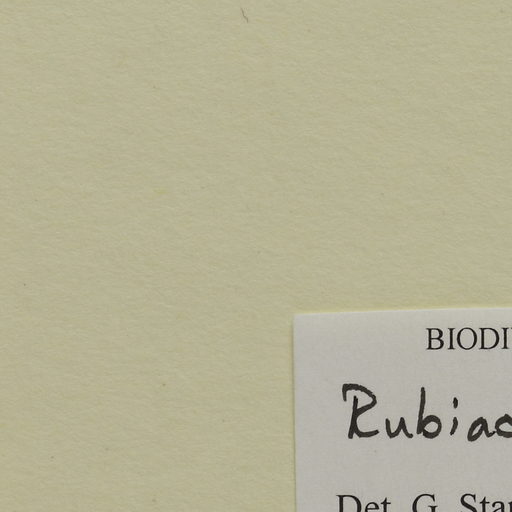 BIODI
Rubiac
Det. G. Sta